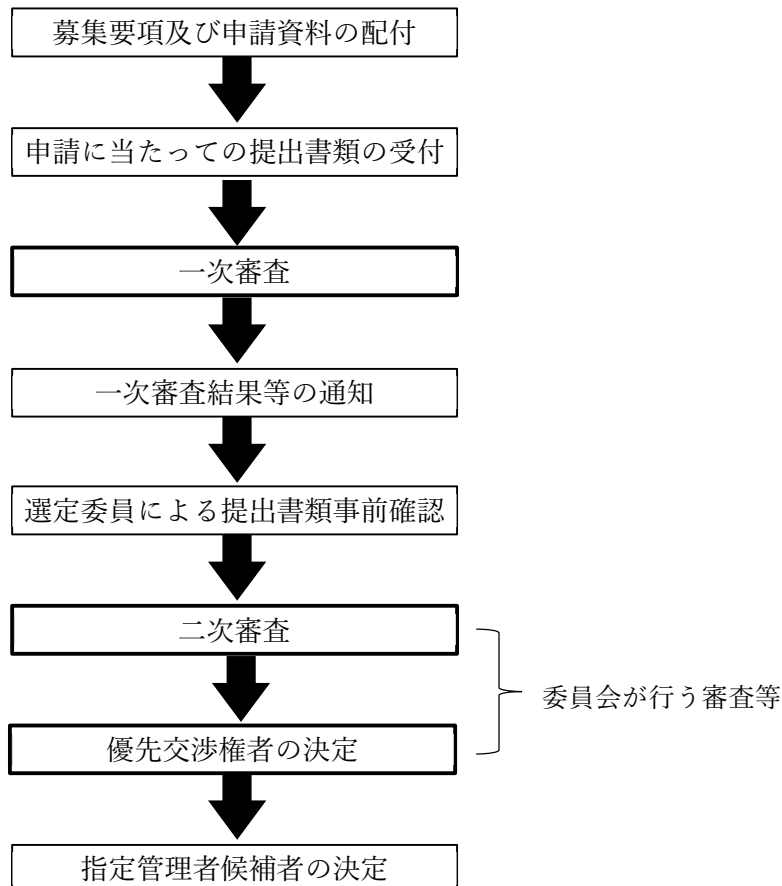 募集要項及び申請資料の配付
申請に当たっての提出書類の受付
一次審査
一次審査結果等の通知
選定委員による提出書類事前確認
二次審査
委員会が行う審査等
優先交渉権者の決定
指定管理者候補者の決定